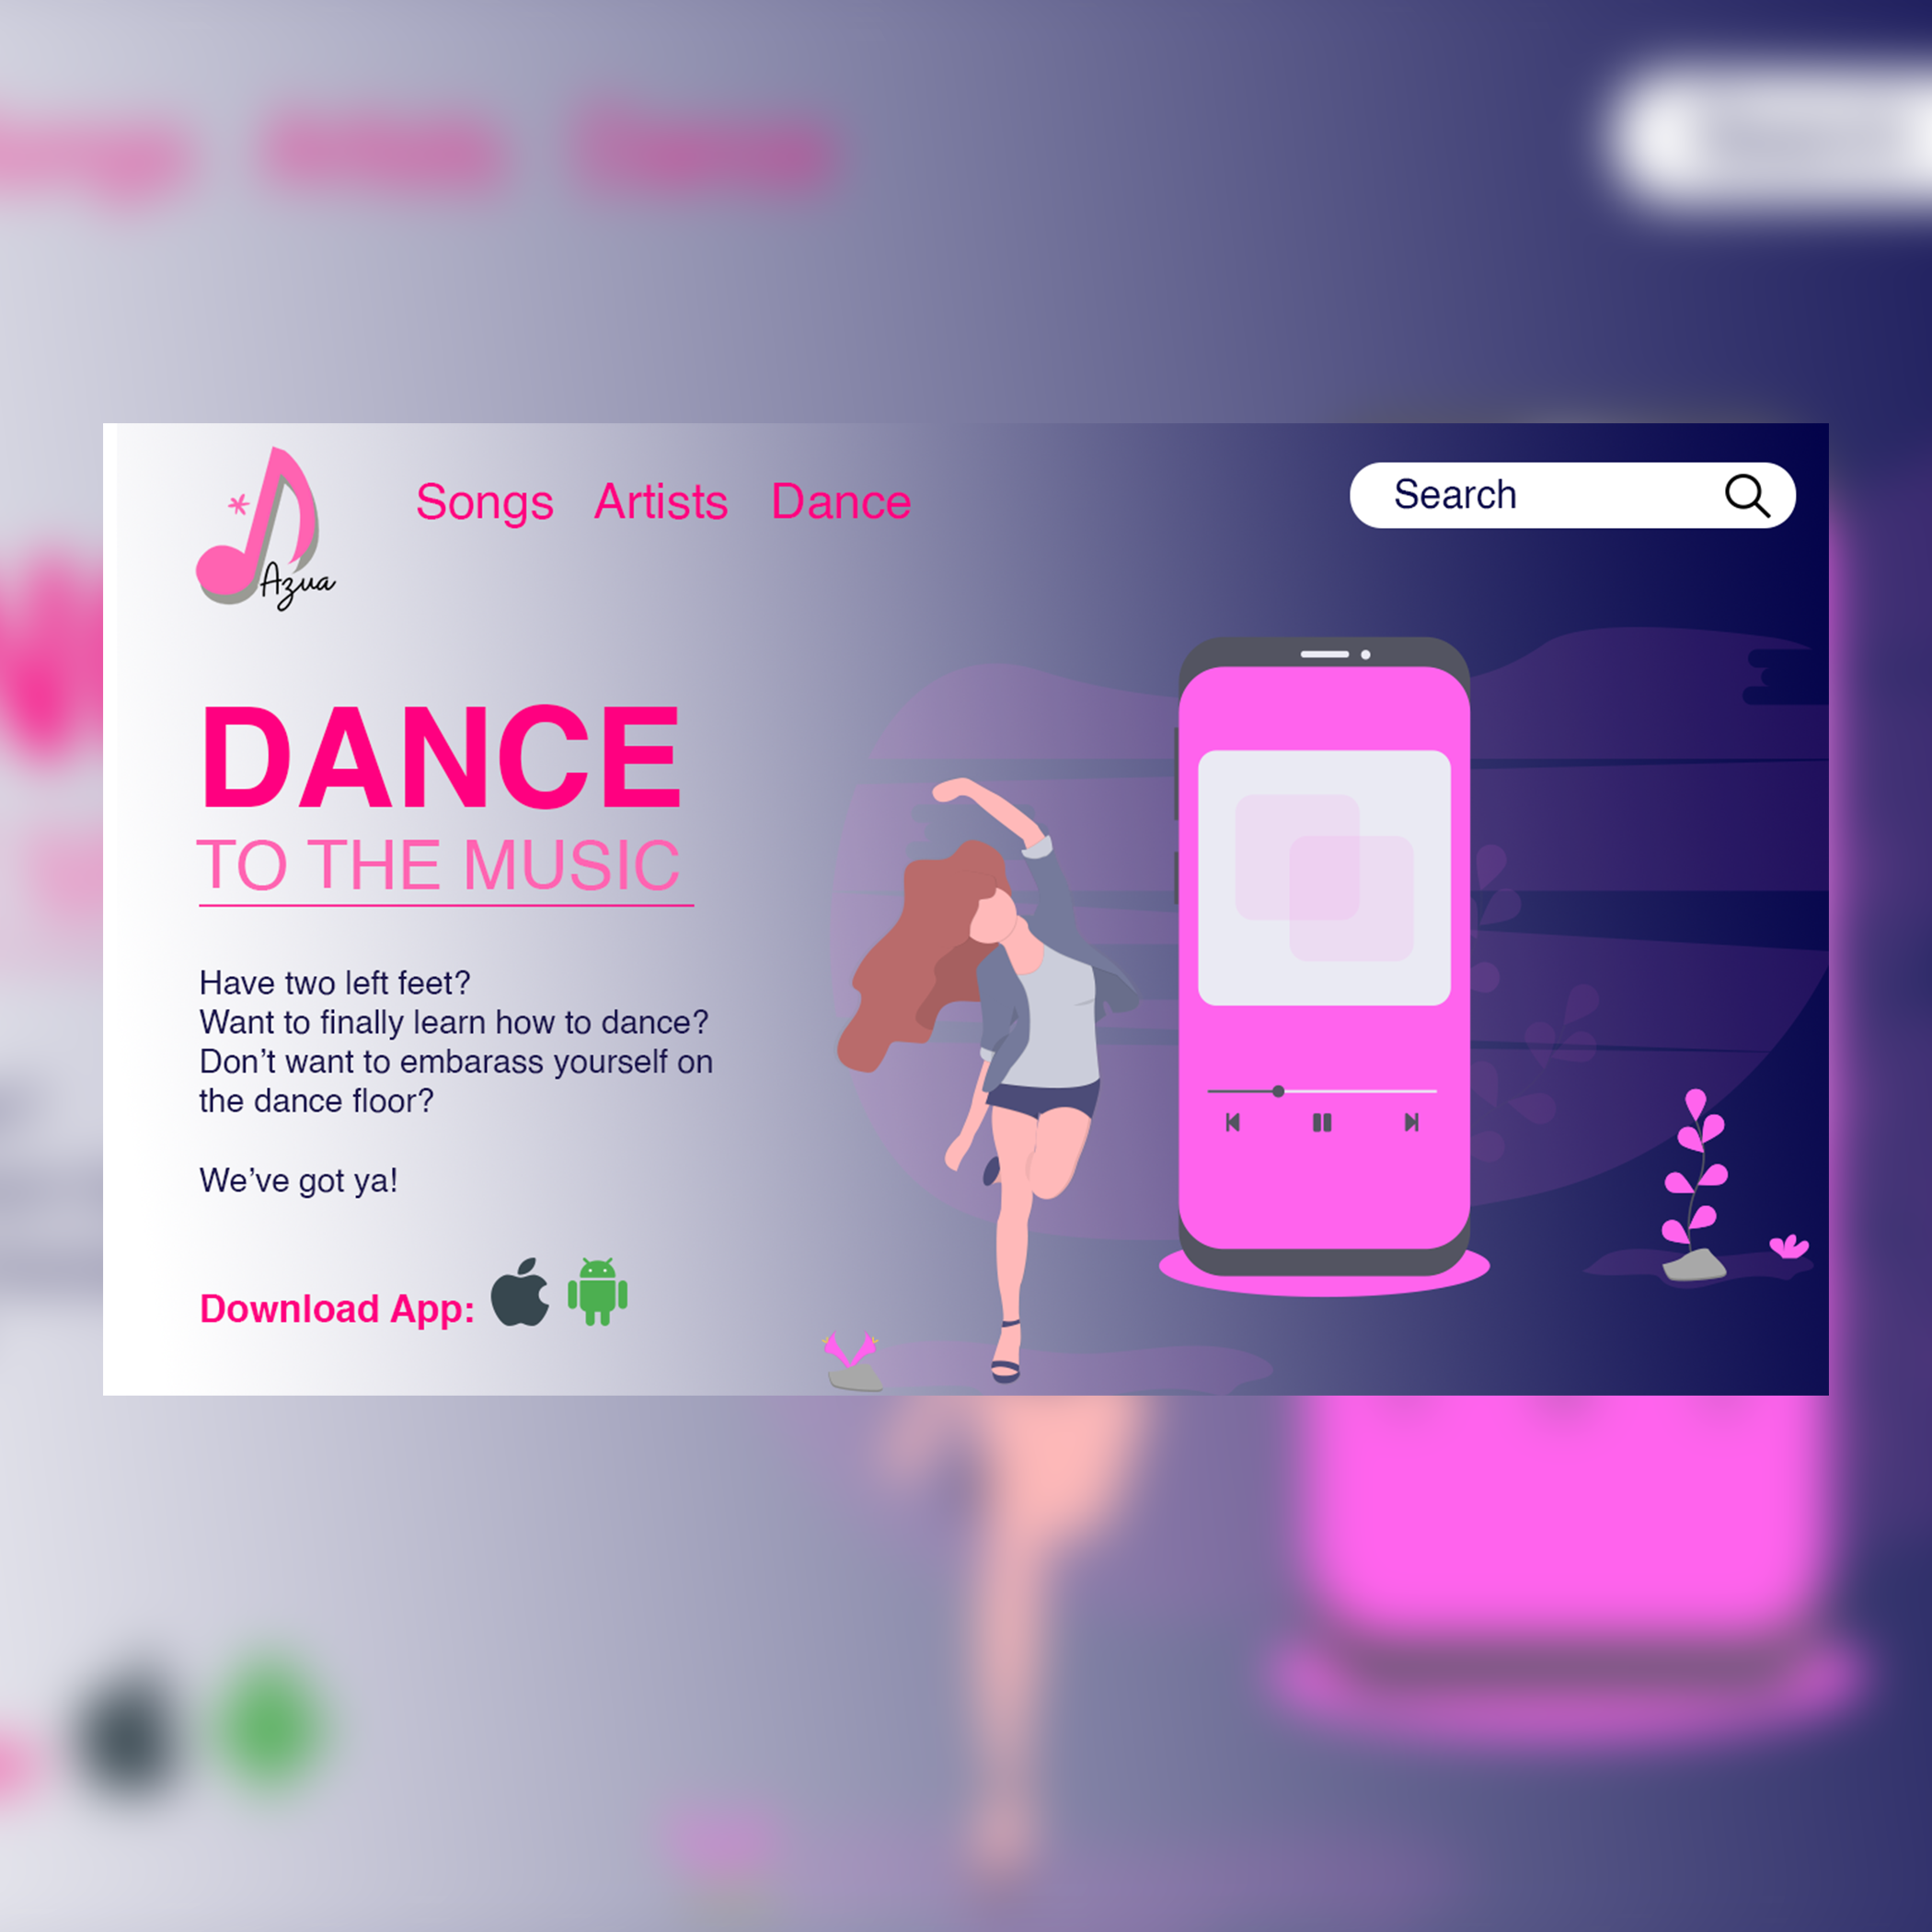 Azua
Songs Artists Dance
Search
DANCE
TO THE MUSIC
Have two left feet?
Want to finally learn how to dance?
Don’t want to embarass yourself on
the dance floor?
We’ve got ya!
Download App: